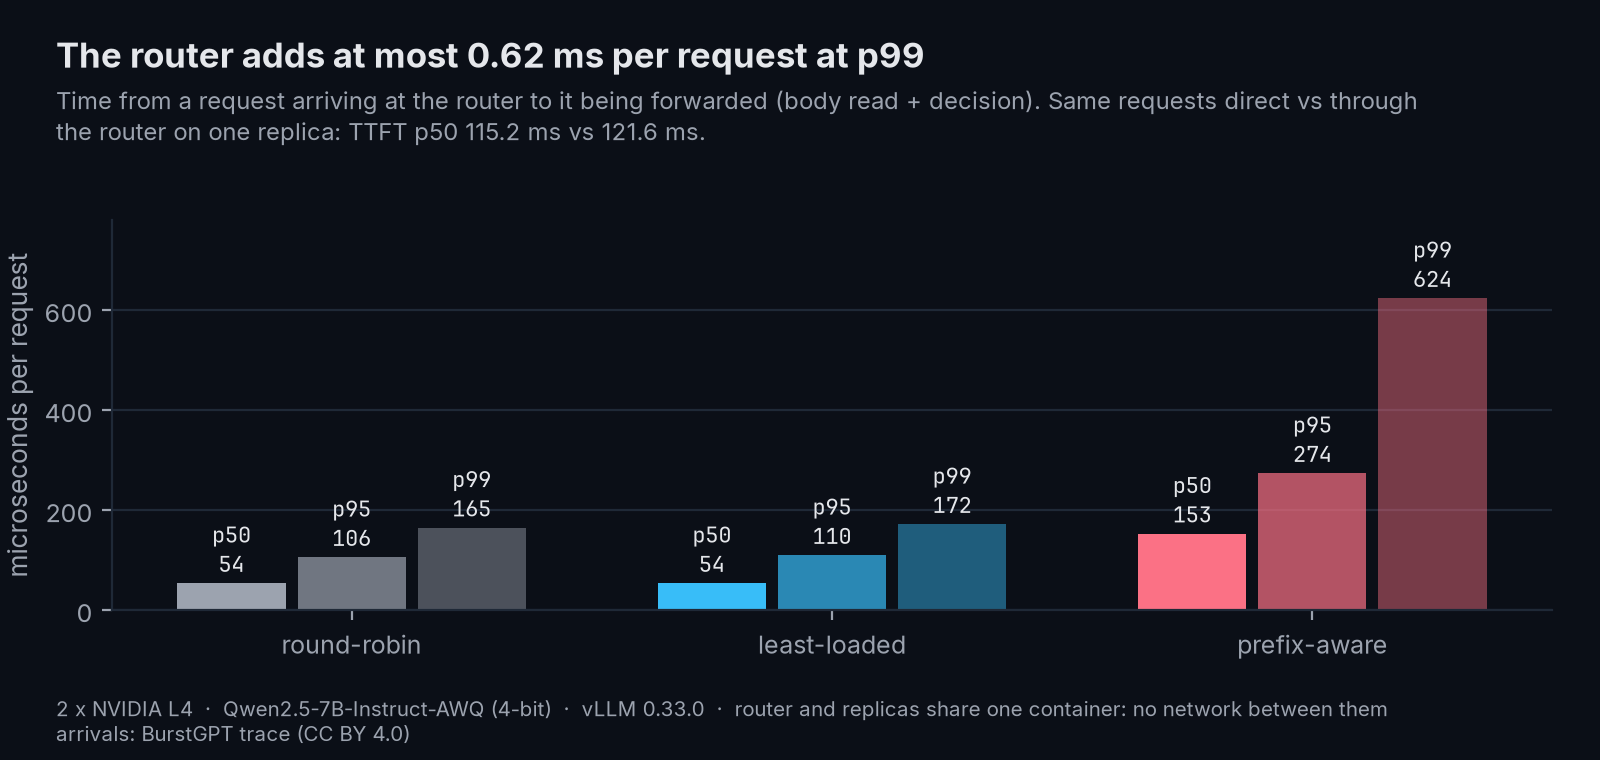 The router adds at most 0.62 ms per request at p99
Time from a request arriving at the router to it being forwarded (body read + decision). Same requests direct vs through
the router on one replica: TTFT p50 115.2 ms vs 121.6 ms.
microseconds per request
600
400
200
0
p50
54
p95
106
p99
165
p50
54
p95
110
p99
172
p50
153
p95
274
p99
624
round-robin
least-loaded
prefix-aware
2 x NVIDIA L4 · Qwen2.5-7B-Instruct-AWQ (4-bit) · vLLM 0.33.0 · router and replicas share one container: no network between them
arrivals: BurstGPT trace (CC BY 4.0)